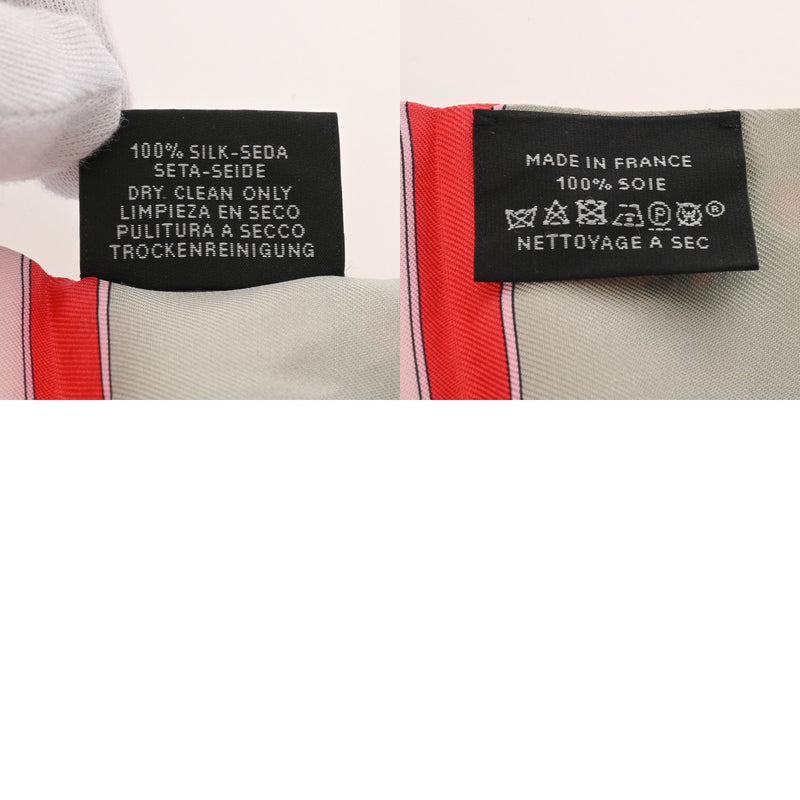 100% SILK-SEDA
SETA-SEIDE
DRY. CLEAN ONLY
LIMPIEZA EN SECO
PULITURA A SECCO
TROCKENREINIGUNG
MADE IN FRANCE
100% SOIE
P ®
NETTOYAGE A SEC